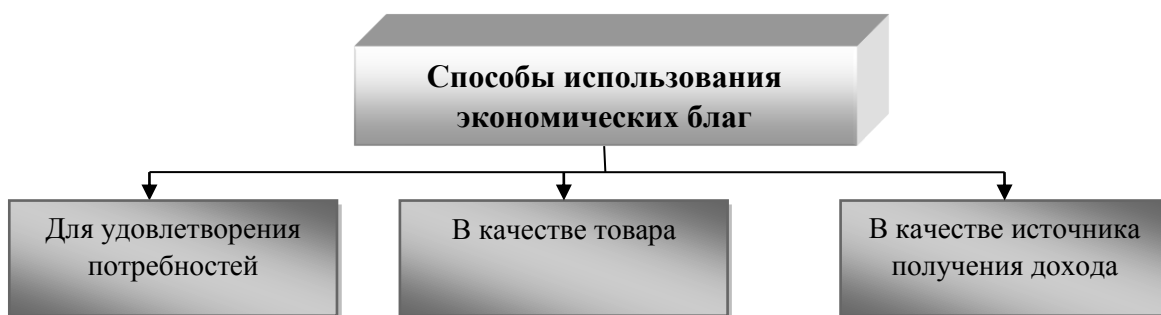 Способы использования
экономических благ
Для удовлетворения
потребностей
В качестве товара
В качестве источника
получения дохода